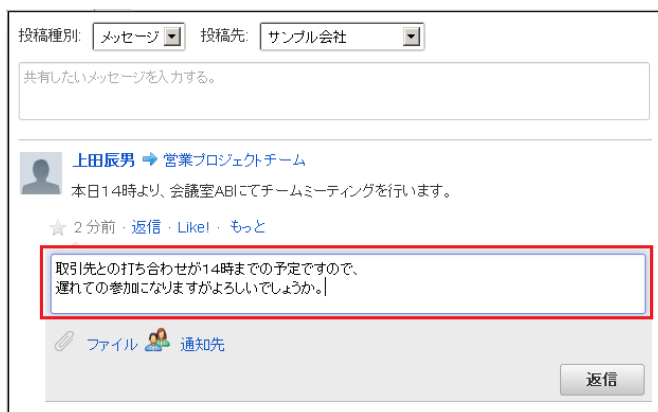 投稿種別: メッセージ 投稿先: サンプル会社
共有したいメッセージを入力する。
上田辰男 営業プロジェクトチーム
本日14時より、会議室ABIにてチームミーティングを行います。
2分前 · 返信 · Like! · もっと
取引先との打ち合わせが14時までの予定ですので、
遅れての参加になりますがよろしいでしょうか。
ファイル 通知先
返信